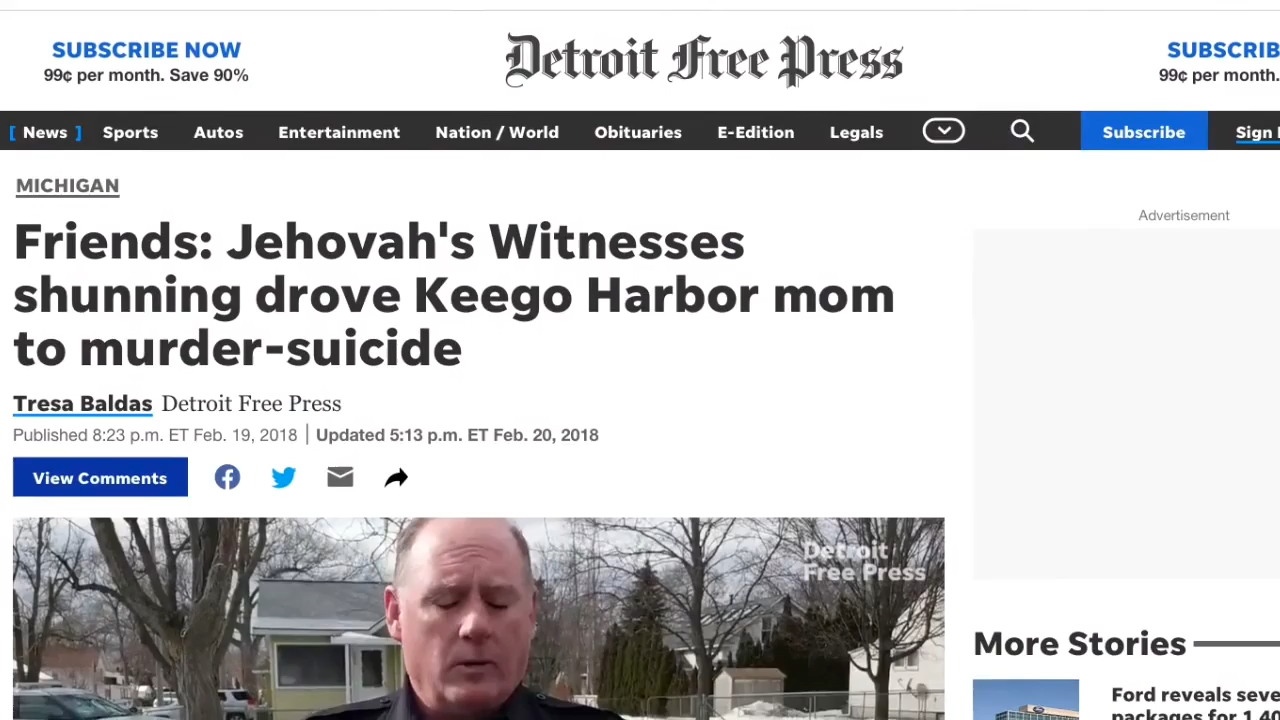 SUBSCRIBE NOW
99¢ per month. Save 90%
Detroit Free Press
SUBSCRIB
99¢ per month.
[ News ] Sports Autos Entertainment Nation / World Obituaries E-Edition Legals Subscribe Sign I
MICHIGAN
Advertisement
Friends: Jehovah's Witnesses
shunning drove Keego Harbor mom
to murder-suicide
Tresa Baldas Detroit Free Press
Published 8:23 p.m. ET Feb. 19, 2018 | Updated 5:13 p.m. ET Feb. 20, 2018
View Comments
Detroit
Free Press
More Stories
Ford reveals seve
packages for 1,40